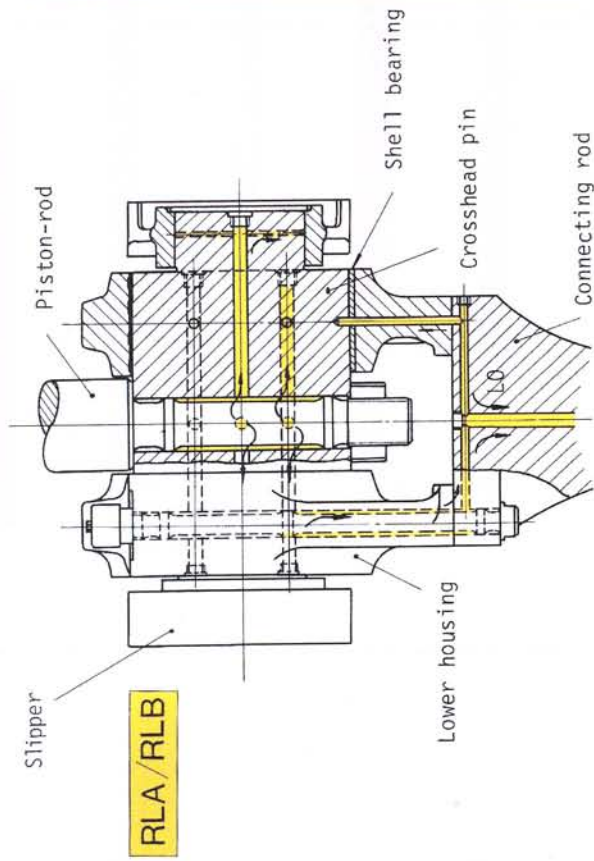 Piston-rod
Slipper
RLA/RLB
Shell bearing
Crosshead pin
LO
Connecting rod
Lower housing